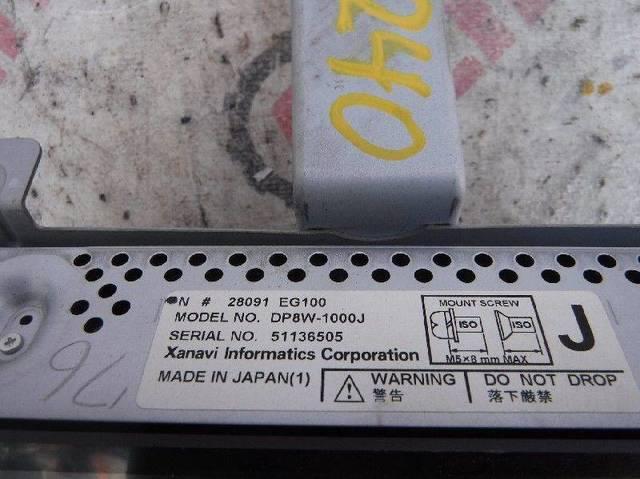 240
N # 28091 EG100
MODEL NO. DP8W-1000J
SERIAL NO. 51136505
Xanavi Informatics Corporation
MADE IN JAPAN(1)
MOUNT SCREW
ISO ISO
M5×8 mm MAX
J
WARNING
警告
DO NOT DROP
落下厳禁
176